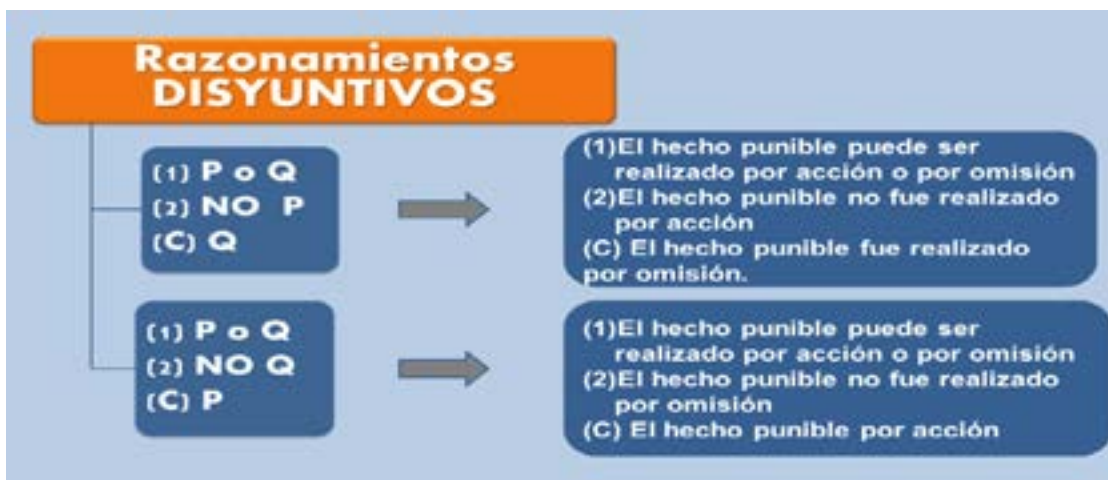 Razonamientos
DISYUNTIVOS
(1) P o Q
(2) NO P
(C) Q
(1)El hecho punible puede ser
realizado por acción o por omisión
(2)El hecho punible no fue realizado
por acción
(C) El hecho punible fue realizado
por omisión.
(1) P o Q
(2) NO Q
(C) P
(1)El hecho punible puede ser
realizado por acción o por omisión
(2)El hecho punible no fue realizado
por omisión
(C) El hecho punible por acción